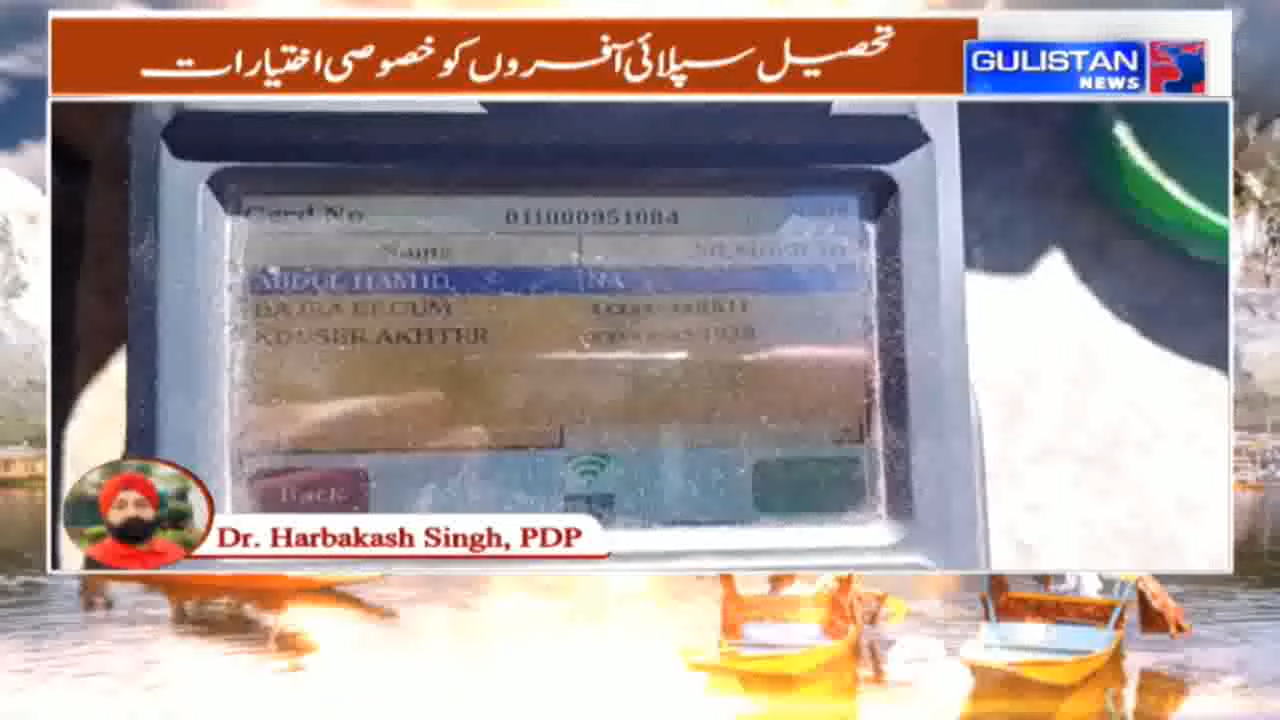 تحصیل سپلائی آفسروں کو خصوصی اختیارات
GULISTAN
NEWS
Card No 011000951084
Name
ABDUL HAMID NA
BEGUM
KOUSER AKHTER
Back
Dr. Harbakash Singh, PDP